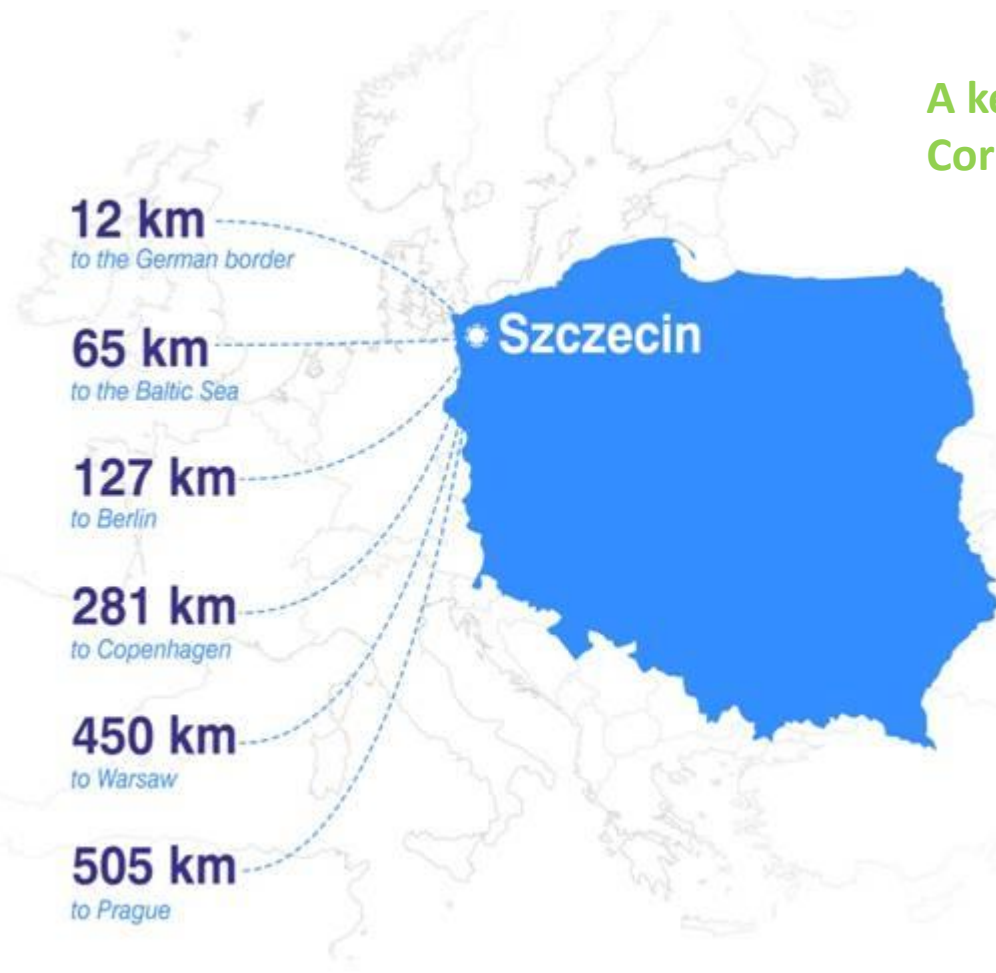 A
Cor
12 km
to the German border
Szczecin
65 km
to the Baltic Sea
127 km
to Berlin
281 km
to Copenhagen
450 km
to Warsaw
505 km
to Prague